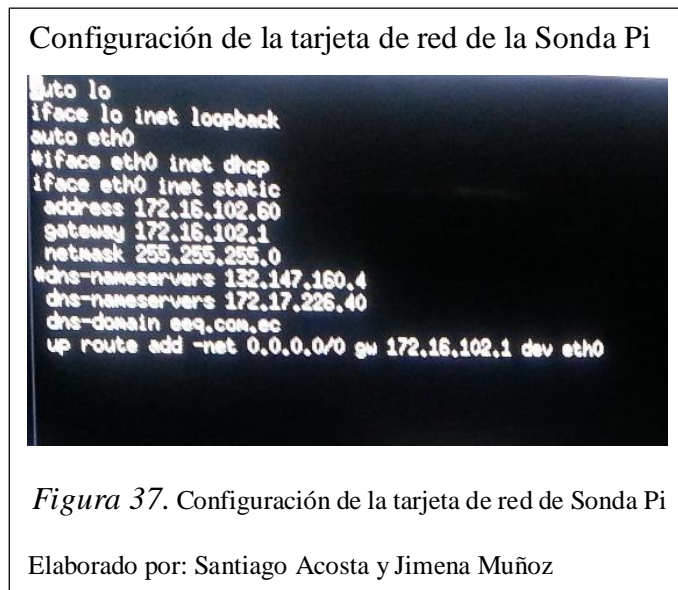 Configuración de la tarjeta de red de la Sonda Pi
auto lo
iface lo inet loopback
auto eth0
#iface eth0 inet dhcp
iface eth0 inet static
address 172.16.102.60
gateway 172.16.102.1
netmask 255.255.255.0
#dns-nameservers 132.147.160.4
dns-nameservers 172.17.226.40
dns-domain eeq.com.ec
up route add -net 0.0.0.0/0 gw 172.16.102.1 dev eth0
Figura 37. Configuración de la tarjeta de red de Sonda Pi
Elaborado por: Santiago Acosta y Jimena Muñoz